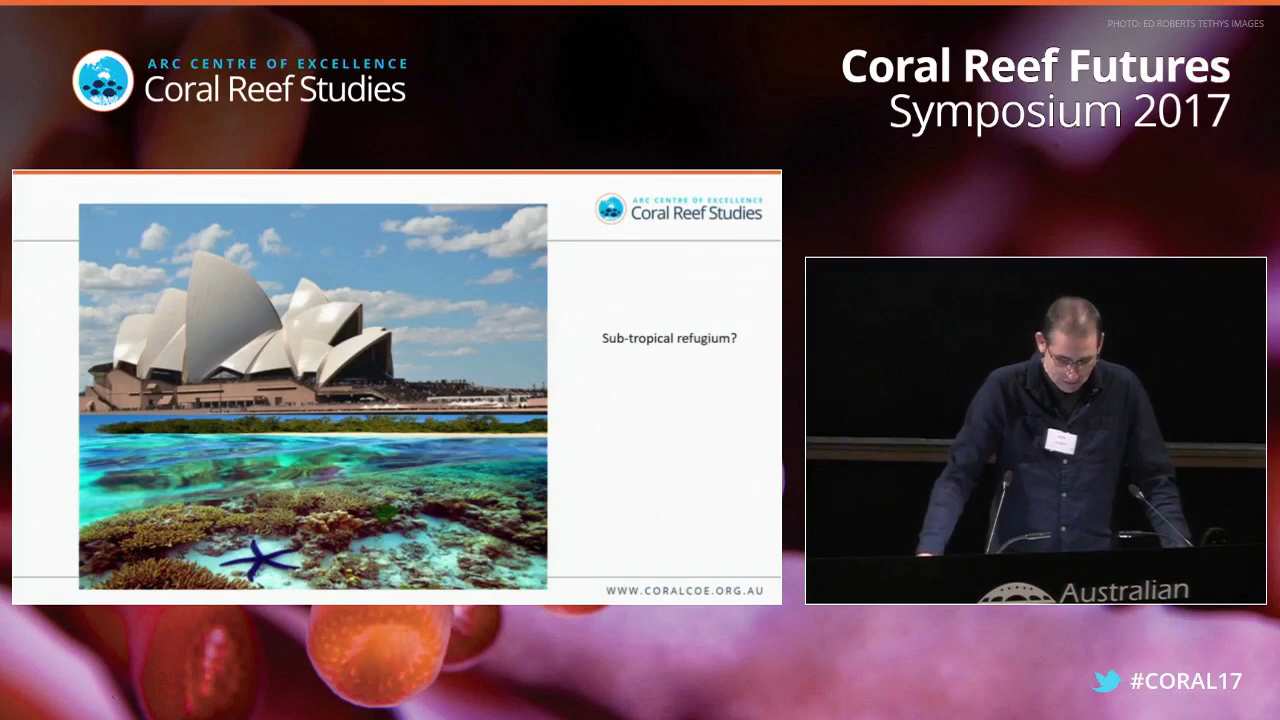 PHOTO: ED ROBERTS TETHYS IMAGES
ARC CENTRE OF EXCELLENCE
Coral Reef Studies
Coral Reef Futures
Symposium 2017
ARC CENTRE OF EXCELLENCE
Coral Reef Studies
Sub-tropical refugium?
WWW.CORALCOE.ORG.AU
Australian
#CORAL17